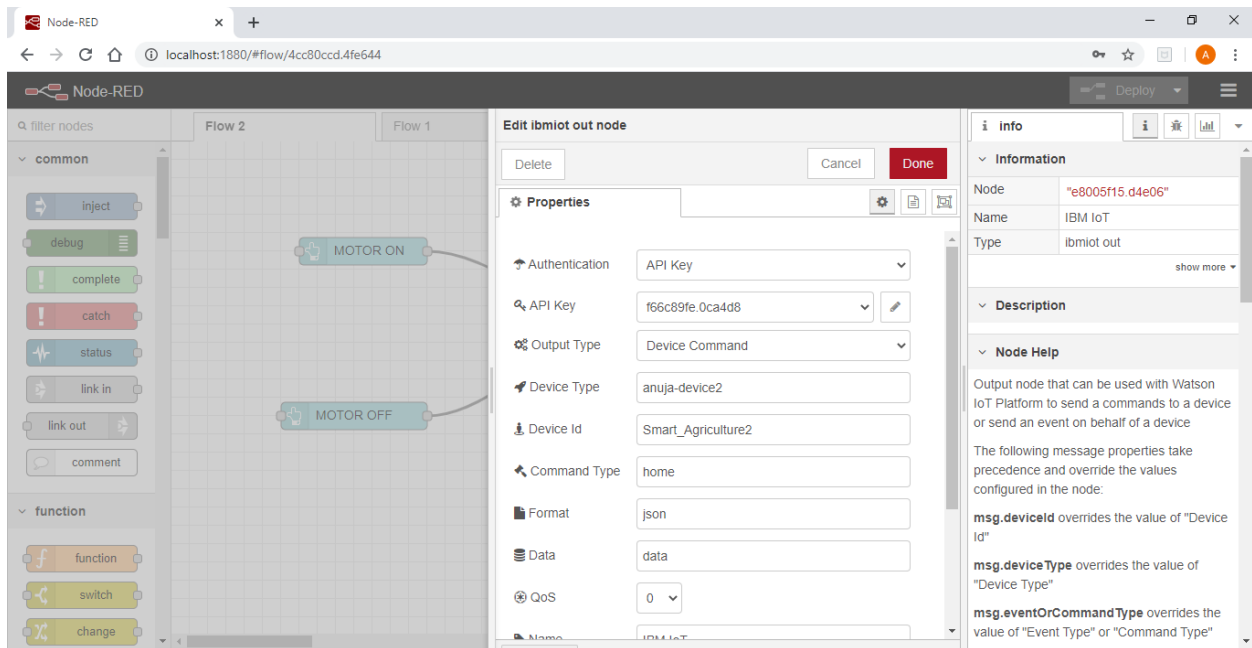 Node-RED
localhost:1880/#flow/4cc80ccd.4fe644
A
Node-RED
Deploy
filter nodes
Flow 2
Flow 1
Edit ibmiot out node
i info
i
common
Delete
Cancel
Done
Information
Node
"e8005f15.d4e06"
Properties
inject
Name
IBM IoT
debug
MOTOR ON
Type
ibmiot out
Authentication
API Key
show more
complete
API Key
f66c89fe.0ca4d8
Description
catch
Output Type
Device Command
status
Node Help
link in
Device Type
anuja-device2
Output node that can be used with Watson
IoT Platform to send a commands to a device
or send an event on behalf of a device
link out
MOTOR OFF
Device Id
Smart_Agriculture2
comment
Command Type
home
The following message properties take
precedence and override the values
configured in the node:
function
Format
json
msg.deviceId overrides the value of "Device
Id"
function
f
Data
data
msg.deviceType overrides the value of
"Device Type"
switch
QoS
0
msg.eventOrCommandType overrides the
value of "Event Type" or "Command Type"
change
Name
IBM IoT